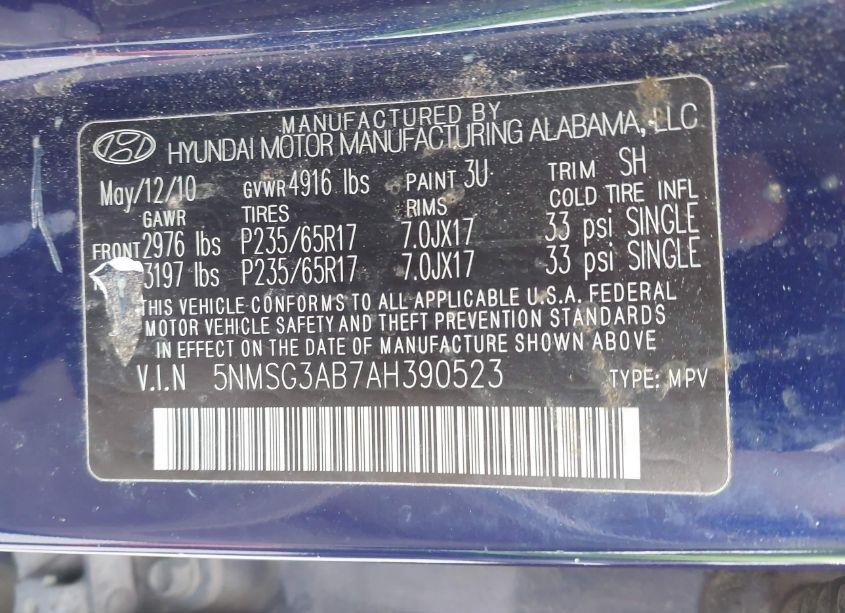 MANUFACTURED BY
HYUNDAI MOTOR MANUFACTURING ALABAMA, LLC
May/12/10 GVWR 4916 lbs PAINT 3U TRIM SH
GAWR TIRES RIMS COLD TIRE INFL
FRONT 2976 lbs P235/65R17 7.0JX17 33 psi SINGLE
3197 lbs P235/65R17 7.0JX17 33 psi SINGLE
THIS VEHICLE CONFORMS TO ALL APPLICABLE U.S.A. FEDERAL
MOTOR VEHICLE SAFETY AND THEFT PREVENTION STANDARDS
IN EFFECT ON THE DATE OF MANUFACTURE SHOWN ABOVE
V.I.N 5NMSG3AB7AH390523 TYPE: MPV